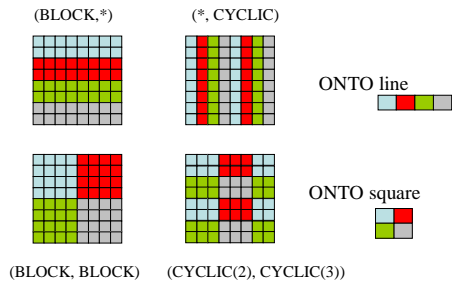 (BLOCK,*)
(*, CYCLIC)
ONTO line
ONTO square
(BLOCK, BLOCK)
(CYCLIC(2), CYCLIC(3))